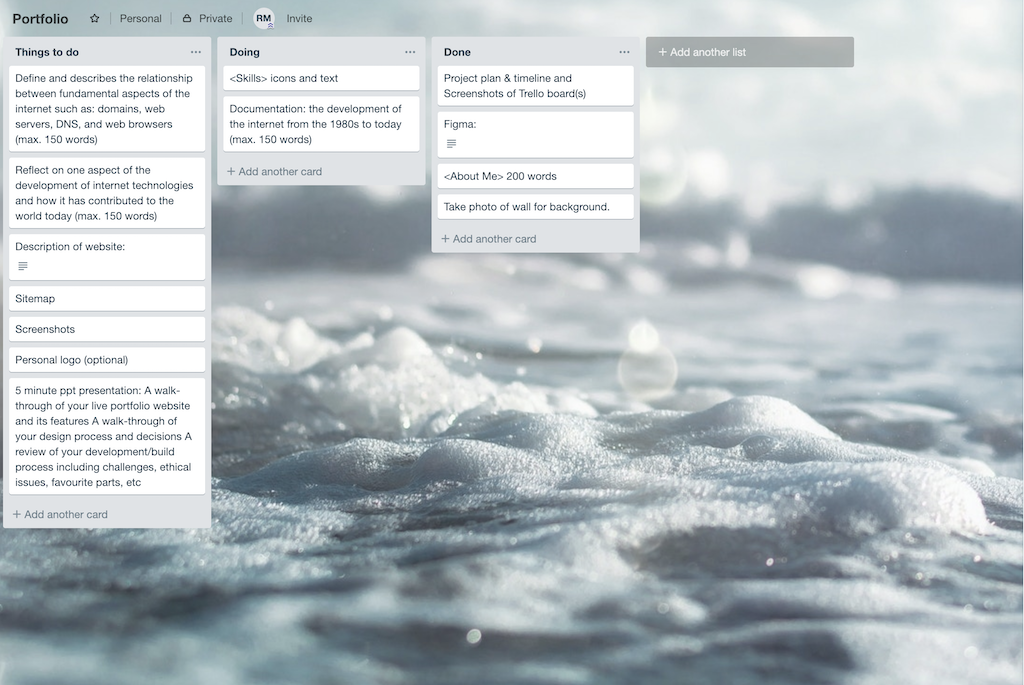 Portfolio
Personal
Private
RM
Invite
Things to do
Define and describes the relationship
between fundamental aspects of the
internet such as: domains, web
servers, DNS, and web browsers
(max. 150 words)
Reflect on one aspect of the
development of internet technologies
and how it has contributed to the
world today (max. 150 words)
Description of website:
Sitemap
Screenshots
Personal logo (optional)
5 minute ppt presentation: A walk-
through of your live portfolio website
and its features A walk-through of
your design process and decisions A
review of your development/build
process including challenges, ethical
issues, favourite parts, etc
+ Add another card
Doing
<Skills> icons and text
Documentation: the development of
the internet from the 1980s to today
(max. 150 words)
+ Add another card
Done
Project plan & timeline and
Screenshots of Trello board(s)
Figma:
<About Me> 200 words
Take photo of wall for background.
+ Add another card
+ Add another list